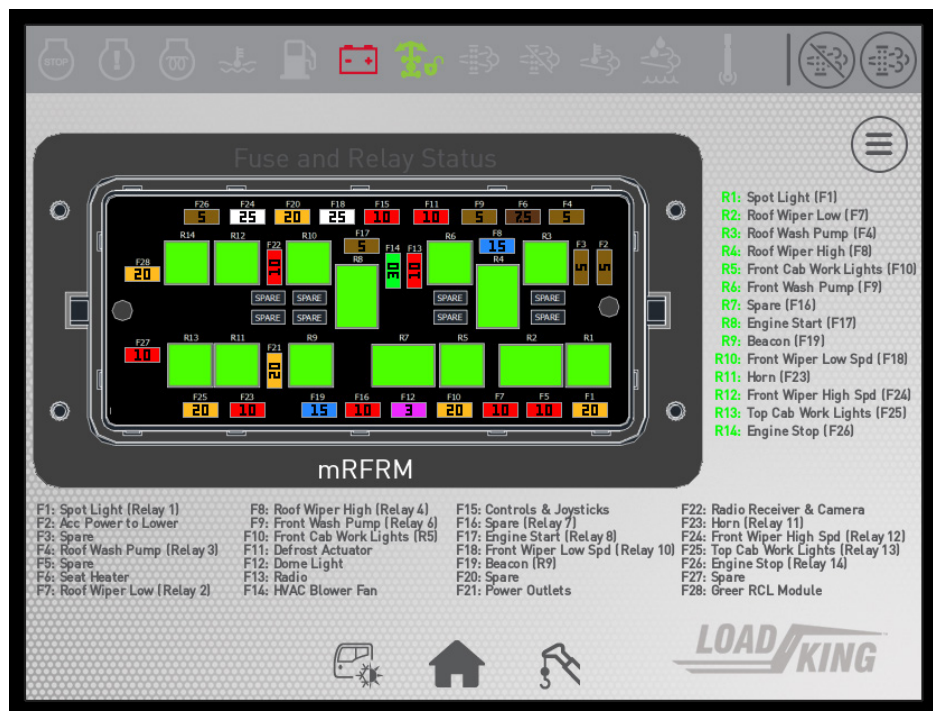 STOP
Fuse and Relay Status
F26 F24 F20 F18 F15 F11 F9 F6 F4
5 25 20 25 10 10 5 7.5 5
R14 R12 F22 R10 F17 F14 F13 R6 F8 R3 F3 F2
10 5 30 10 15 5 5
F28 R8 R4
20
SPARE SPARE SPARE SPARE
SPARE SPARE SPARE SPARE
F27 R13 R11 F21 R9 R7 R5 R2 R1
10 20
F25 F23 F19 F16 F12 F10 F7 F5 F1
20 10 15 10 3 20 10 10 20
mRFRM
R1: Spot Light (F1)
R2: Roof Wiper Low (F7)
R3: Roof Wash Pump (F4)
R4: Roof Wiper High (F8)
R5: Front Cab Work Lights (F10)
R6: Front Wash Pump (F9)
R7: Spare (F16)
R8: Engine Start (F17)
R9: Beacon (F19)
R10: Front Wiper Low Spd (F18)
R11: Horn (F23)
R12: Front Wiper High Spd (F24)
R13: Top Cab Work Lights (F25)
R14: Engine Stop (F26)
F1: Spot Light (Relay 1)
F2: Acc Power to Lower
F3: Spare
F4: Roof Wash Pump (Relay 3)
F5: Spare
F6: Seat Heater
F7: Roof Wiper Low (Relay 2)
F8: Roof Wiper High (Relay 4)
F9: Front Wash Pump (Relay 6)
F10: Front Cab Work Lights (R5)
F11: Defrost Actuator
F12: Dome Light
F13: Radio
F14: HVAC Blower Fan
F15: Controls & Joysticks
F16: Spare (Relay 7)
F17: Engine Start (Relay 8)
F18: Front Wiper Low Spd (Relay 10)
F19: Beacon (R9)
F20: Spare
F21: Power Outlets
F22: Radio Receiver & Camera
F23: Horn (Relay 11)
F24: Front Wiper High Spd (Relay 12)
F25: Top Cab Work Lights (Relay 13)
F26: Engine Stop (Relay 14)
F27: Spare
F28: Greer RCL Module
LOAD KING